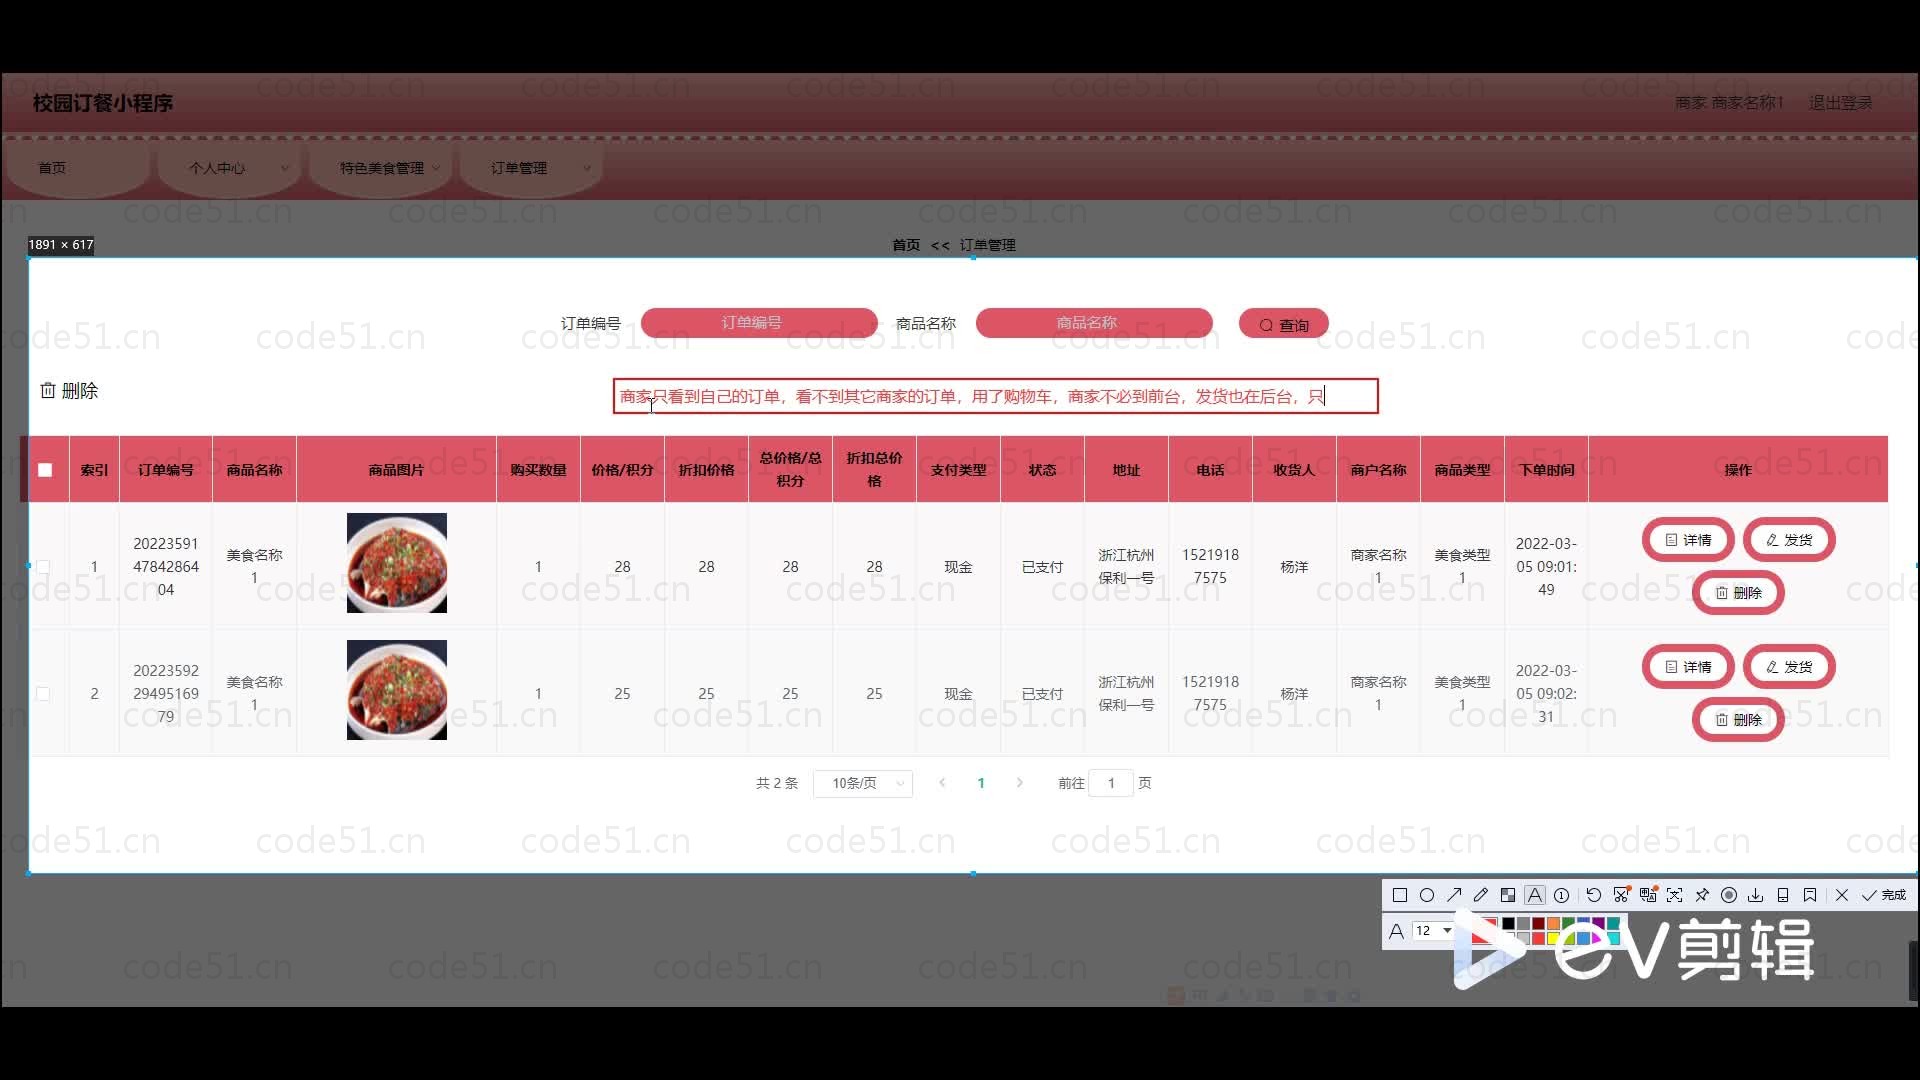 校园订餐小程序
商家 商家名称1 退出登录
首页 个人中心 特色美食管理 订单管理
1891 × 617
首页 << 订单管理
订单编号 订单编号 商品名称 商品名称 查询
删除
商家只看到自己的订单，看不到其它商家的订单，用了购物车，商家不必到前台，发货也在后台，只
索引 订单编号 商品名称 商品图片 购买数量 价格/积分 折扣价格 总价格/总积分 折扣总价格 支付类型 状态 地址 电话 收货人 商户名称 商品类型 下单时间 操作
1 202235914784286404 美食名称1 1 28 28 28 28 现金 已支付 浙江杭州保利一号 15219187575 杨洋 商家名称1 美食类型1 2022-03-05 09:01:49 详情 发货 删除
2 202235922949516979 美食名称1 1 25 25 25 25 现金 已支付 浙江杭州保利一号 15219187575 杨洋 商家名称1 美食类型1 2022-03-05 09:02:31 详情 发货 删除
共 2 条 10条/页 1 前往 1 页
完成
A 12
ev剪辑
code51.cn